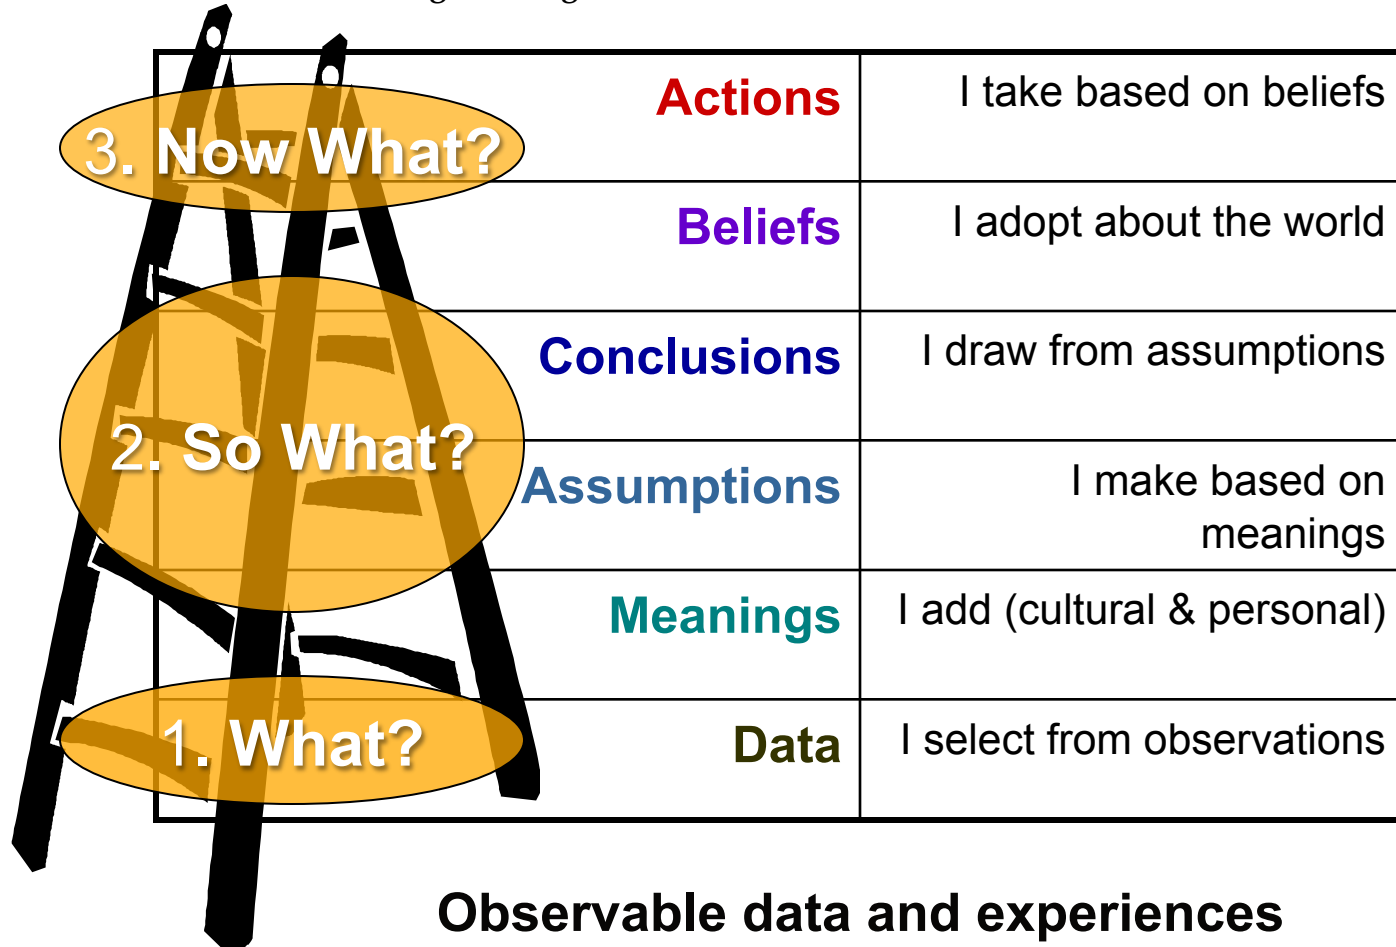 3. Now What?
Actions
I take based on beliefs
Beliefs
I adopt about the world
2. So What?
Conclusions
I draw from assumptions
Assumptions
I make based on
meanings
Meanings
I add (cultural & personal)
1. What?
Data
I select from observations
Observable data and experiences